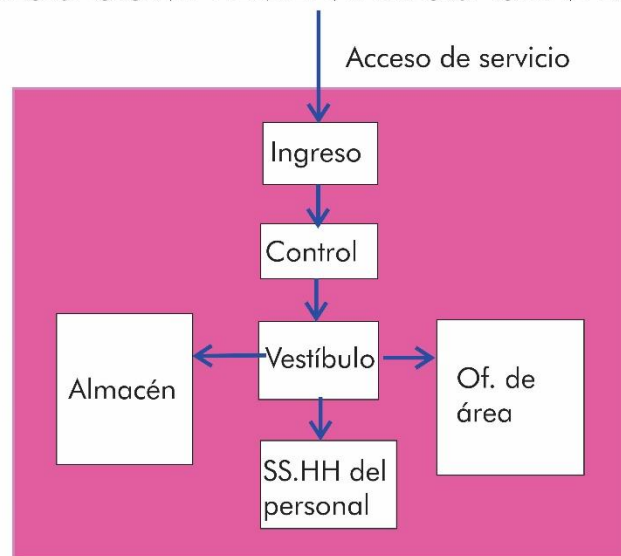 Acceso de servicio
Ingreso
Control
Vestíbulo
Almacén
Of. de
área
SS.HH del
personal